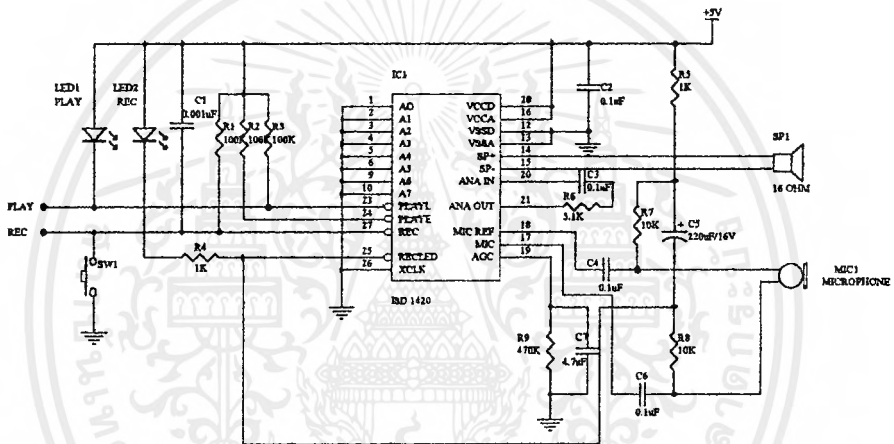 +5V
LED1
PLAY
LED2
REC
C1
0.001uF
R1
100K
R2
100K
R3
100K
IC1
1 A0
2 A1
3 A2
4 A3
5 A4
6 A5
9 A6
10 A7
23 PLAYL
24 PLAYE
27 REC
25 RECLED
26 XCLK
VCCD 28
VCCA 16
VSSD 12
VSSA 13
SP+ 14
SP- 15
ANA IN 20
ANA OUT 21
MIC REF 18
MIC 17
AGC 19
ISD 1420
C2
0.1uF
R5
1K
SP1
16 OHM
C3
0.1uF
R6
5.1K
R7
10K
C5
220uF/16V
+
C4
0.1uF
MIC1
MICROPHONE
PLAY
REC
SW1
R4
1K
R9
470K
C7
4.7uF
R8
10K
C6
0.1uF